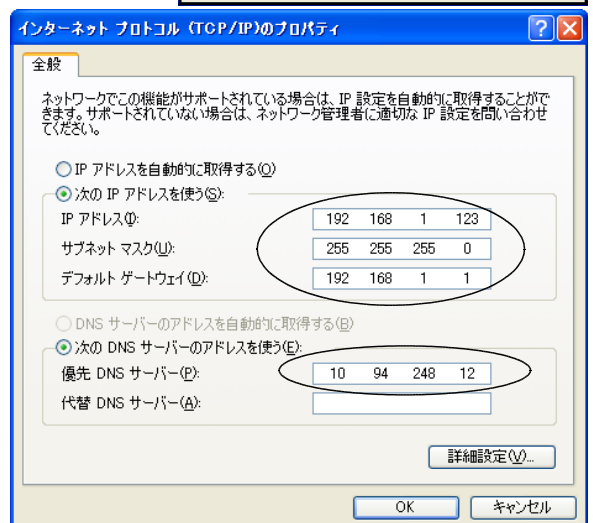 インターネット プロトコル (TCP/IP)のプロパティ
全般
ネットワークでこの機能がサポートされている場合は、IP 設定を自動的に取得することがで
きます。サポートされていない場合は、ネットワーク管理者に適切な IP 設定を問い合わせ
てください。
IP アドレスを自動的に取得する(O)
次の IP アドレスを使う(S):
IP アドレス(I): 192 168 1 123
サブネット マスク(U): 255 255 255 0
デフォルト ゲートウェイ(D): 192 168 1 1
DNS サーバーのアドレスを自動的に取得する(B)
次の DNS サーバーのアドレスを使う(E):
優先 DNS サーバー(P): 10 94 248 12
代替 DNS サーバー(A):
詳細設定(V)...
OK キャンセル